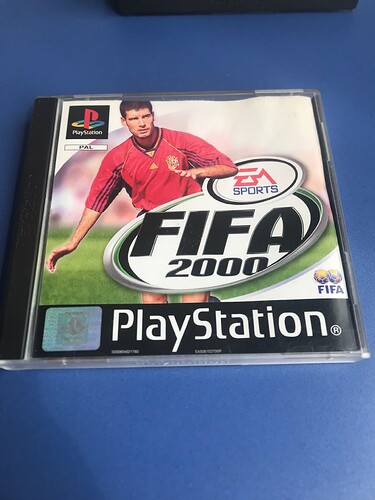 PlayStation
PAL
EA
SPORTS
FIFA
2000
FIFA
PlayStation®